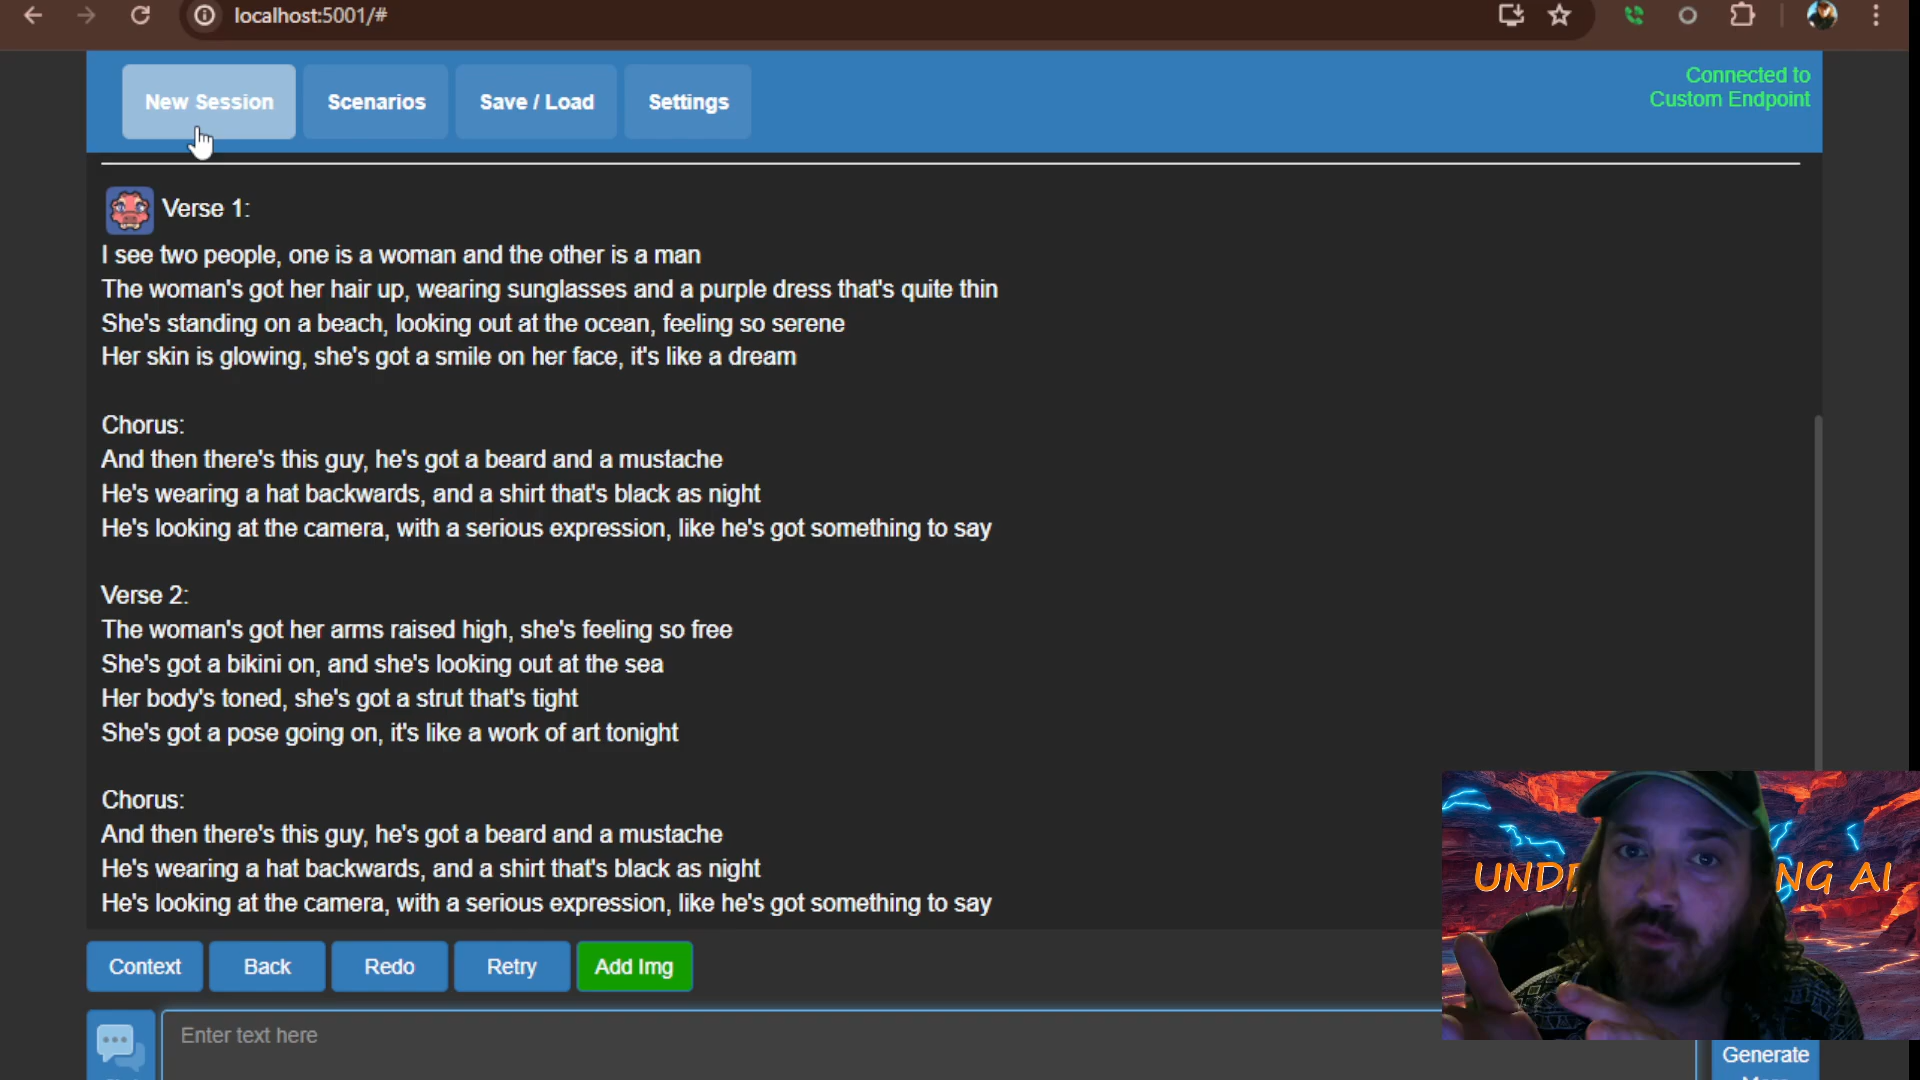 localhost:5001/#
New Session
Scenarios
Save / Load
Settings
Connected to
Custom Endpoint
Verse 1:
I see two people, one is a woman and the other is a man
The woman's got her hair up, wearing sunglasses and a purple dress that's quite thin
She's standing on a beach, looking out at the ocean, feeling so serene
Her skin is glowing, she's got a smile on her face, it's like a dream
Chorus:
And then there's this guy, he's got a beard and a mustache
He's wearing a hat backwards, and a shirt that's black as night
He's looking at the camera, with a serious expression, like he's got something to say
Verse 2:
The woman's got her arms raised high, she's feeling so free
She's got a bikini on, and she's looking out at the sea
Her body's toned, she's got a strut that's tight
She's got a pose going on, it's like a work of art tonight
Chorus:
And then there's this guy, he's got a beard and a mustache
He's wearing a hat backwards, and a shirt that's black as night
He's looking at the camera, with a serious expression, like he's got something to say
Context
Back
Redo
Retry
Add Img
Enter text here
Generate
AI